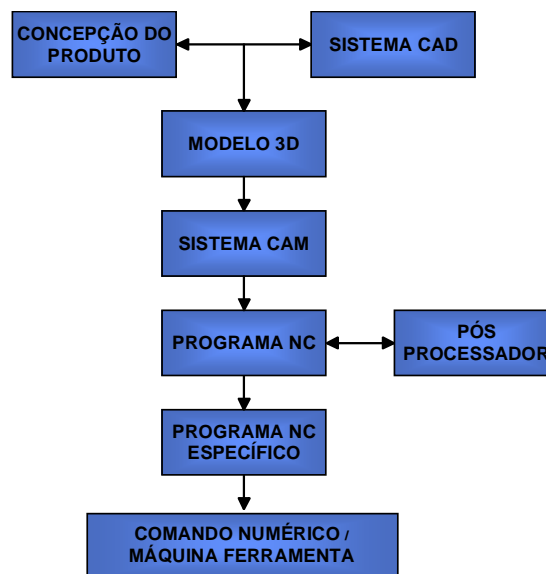 CONCEPÇÃO DO
PRODUTO
SISTEMA CAD
MODELO 3D
SISTEMA CAM
PROGRAMA NC
PÓS
PROCESSADOR
PROGRAMA NC
ESPECÍFICO
COMANDO NUMÉRICO /
MÁQUINA FERRAMENTA